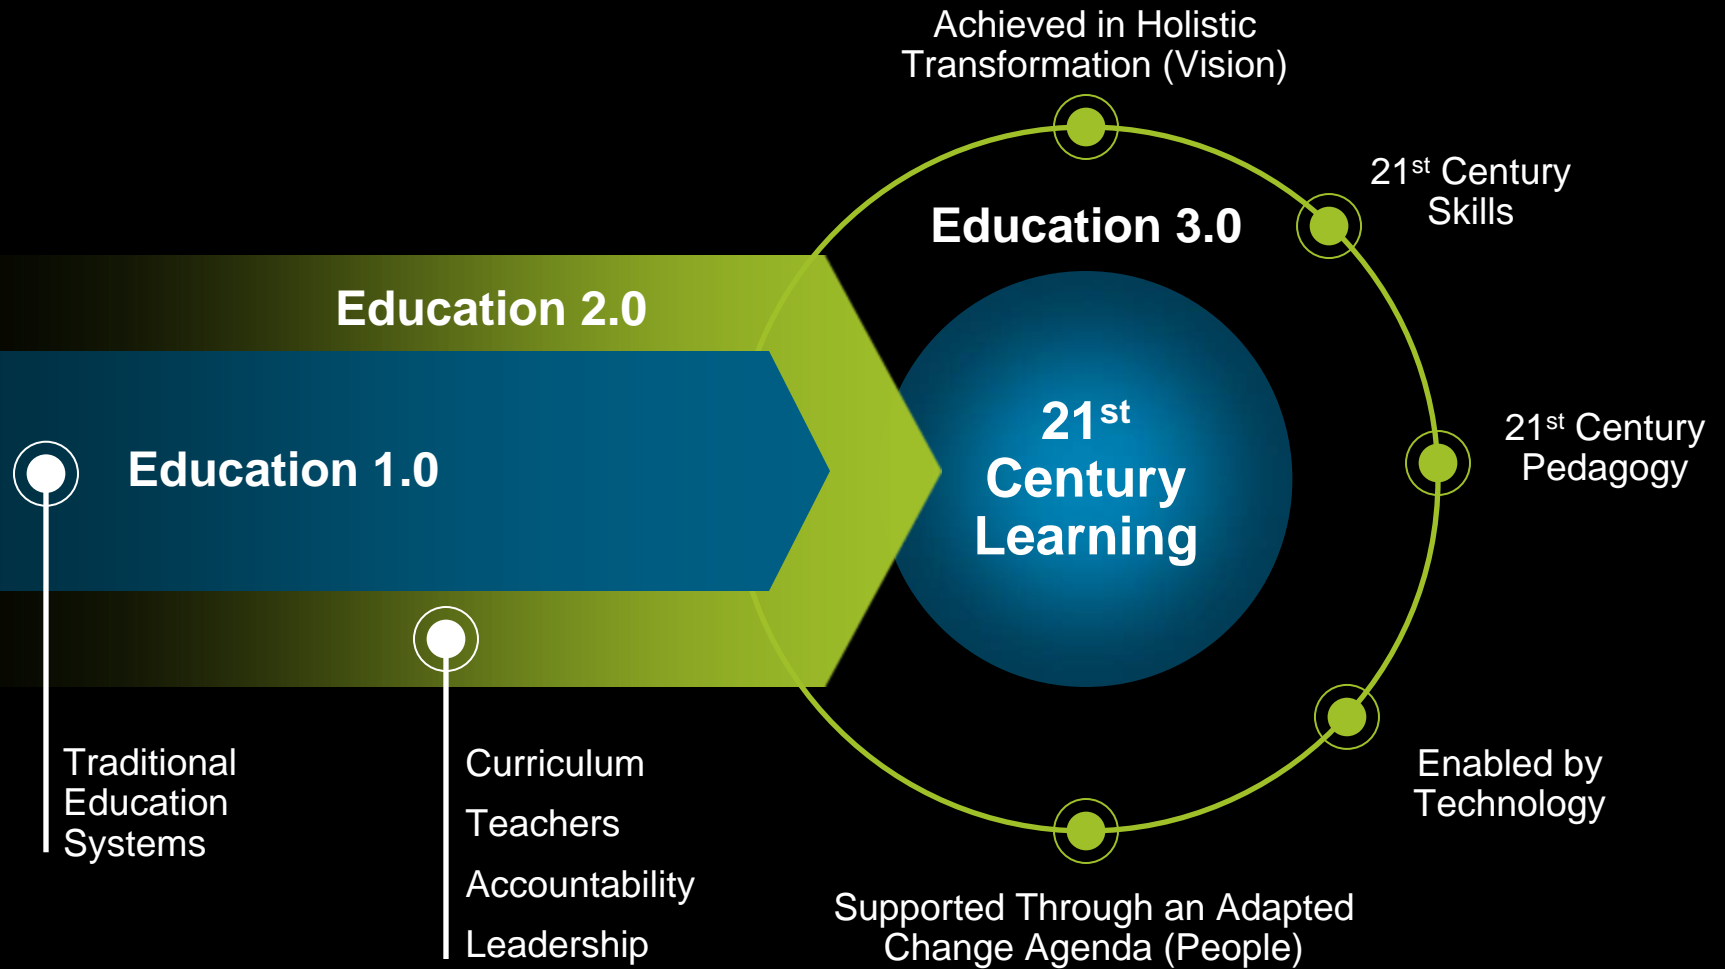 Achieved in Holistic
Transformation (Vision)
21st Century
Skills
Education 3.0
Education 2.0
21st
Century
Learning
21st Century
Pedagogy
Education 1.0
Traditional
Education
Systems
Curriculum
Teachers
Accountability
Leadership
Enabled by
Technology
Supported Through an Adapted
Change Agenda (People)